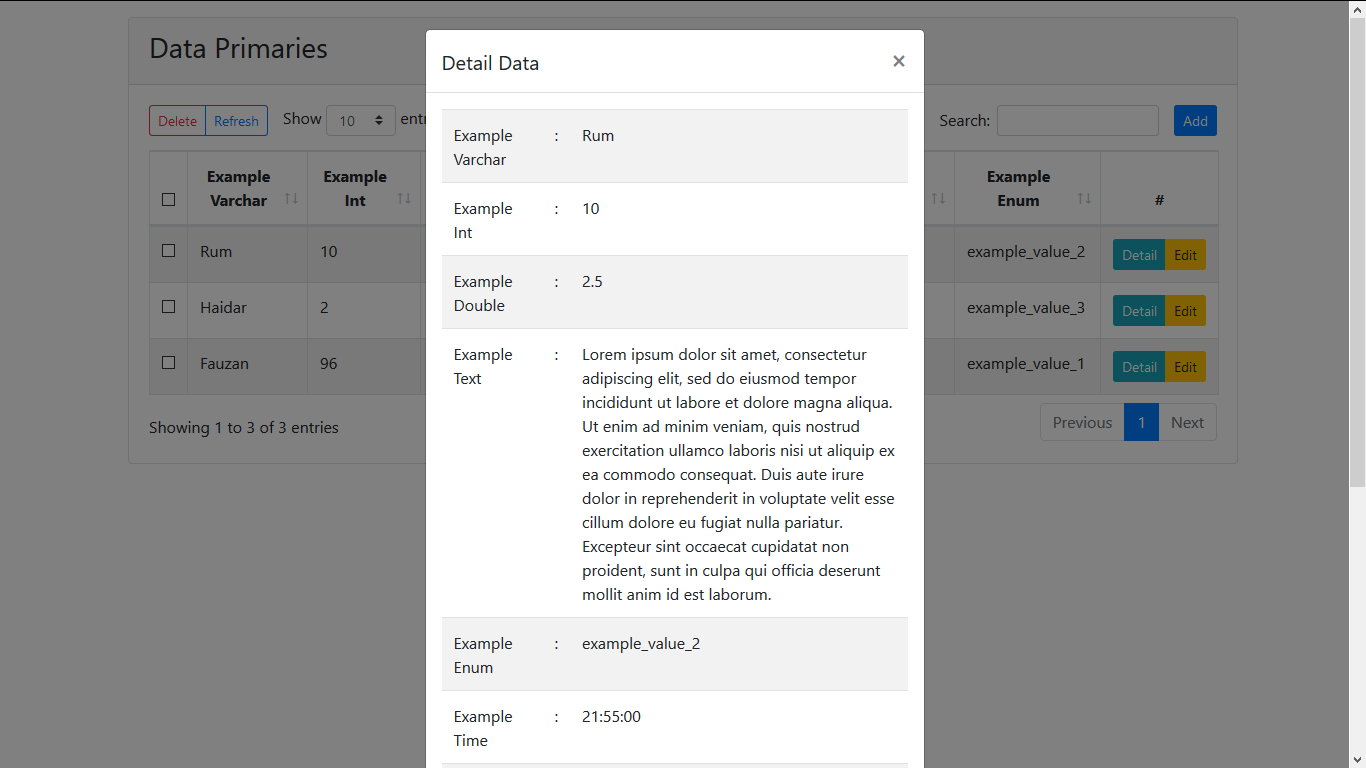 Data Primaries
Delete Refresh Show 10 entr
Search: Add
Example Varchar
Example Int
Example Enum
#
Rum 10 example_value_2 Detail Edit
Haidar 2 example_value_3 Detail Edit
Fauzan 96 example_value_1 Detail Edit
Showing 1 to 3 of 3 entries
Previous 1 Next
Detail Data ×
Example : Rum
Varchar
Example : 10
Int
Example : 2.5
Double
Example : Lorem ipsum dolor sit amet, consectetur
Text adipiscing elit, sed do eiusmod tempor
incididunt ut labore et dolore magna aliqua.
Ut enim ad minim veniam, quis nostrud
exercitation ullamco laboris nisi ut aliquip ex
ea commodo consequat. Duis aute irure
dolor in reprehenderit in voluptate velit esse
cillum dolore eu fugiat nulla pariatur.
Excepteur sint occaecat cupidatat non
proident, sunt in culpa qui officia deserunt
mollit anim id est laborum.
Example : example_value_2
Enum
Example : 21:55:00
Time